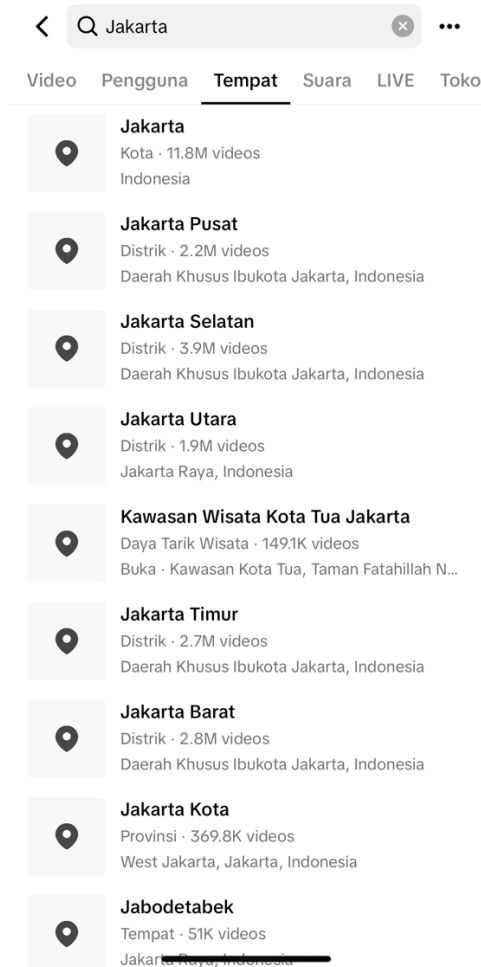 Jakarta
Video Pengguna Tempat Suara LIVE Toko
Jakarta
Kota · 11.8M videos
Indonesia
Jakarta Pusat
Distrik · 2.2M videos
Daerah Khusus Ibukota Jakarta, Indonesia
Jakarta Selatan
Distrik · 3.9M videos
Daerah Khusus Ibukota Jakarta, Indonesia
Jakarta Utara
Distrik · 1.9M videos
Jakarta Raya, Indonesia
Kawasan Wisata Kota Tua Jakarta
Daya Tarik Wisata · 149.1K videos
Buka · Kawasan Kota Tua, Taman Fatahillah N...
Jakarta Timur
Distrik · 2.7M videos
Daerah Khusus Ibukota Jakarta, Indonesia
Jakarta Barat
Distrik · 2.8M videos
Daerah Khusus Ibukota Jakarta, Indonesia
Jakarta Kota
Provinsi · 369.8K videos
West Jakarta, Jakarta, Indonesia
Jabodetabek
Tempat · 51K videos
Jakarta Raya, Indonesia